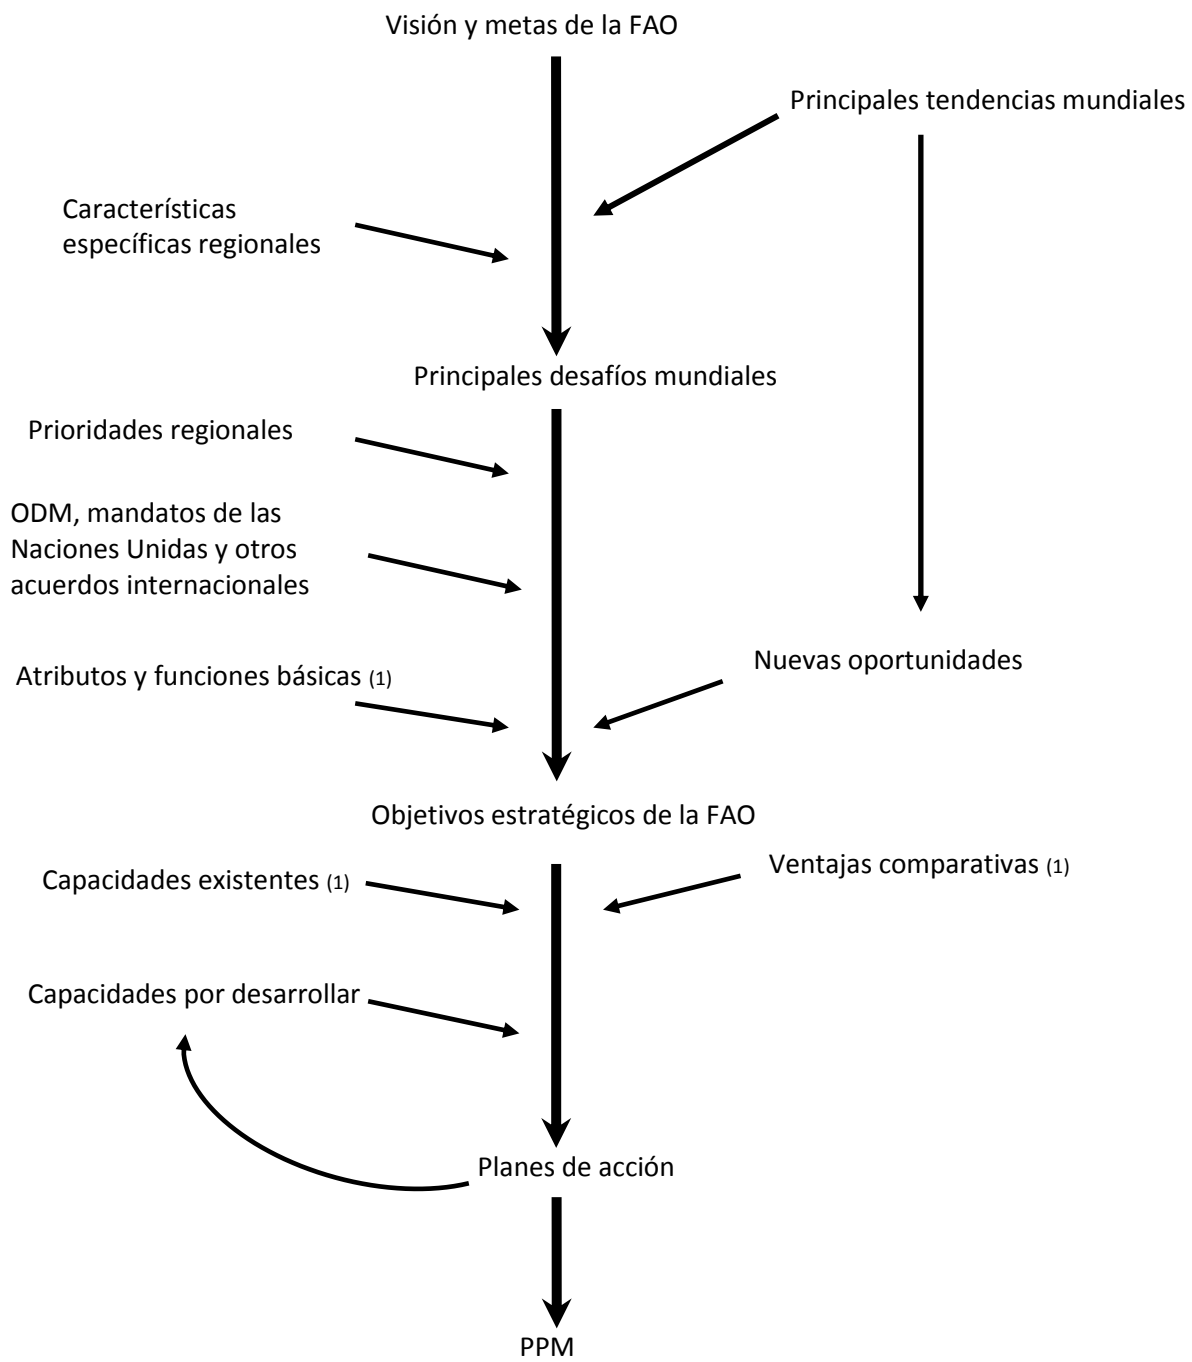 Visión y metas de la FAO
Principales tendencias mundiales
Características
específicas regionales
Principales desafíos mundiales
Prioridades regionales
ODM, mandatos de las
Naciones Unidas y otros
acuerdos internacionales
Nuevas oportunidades
Atributos y funciones básicas (1)
Objetivos estratégicos de la FAO
Ventajas comparativas (1)
Capacidades existentes (1)
Capacidades por desarrollar
Planes de acción
PPM